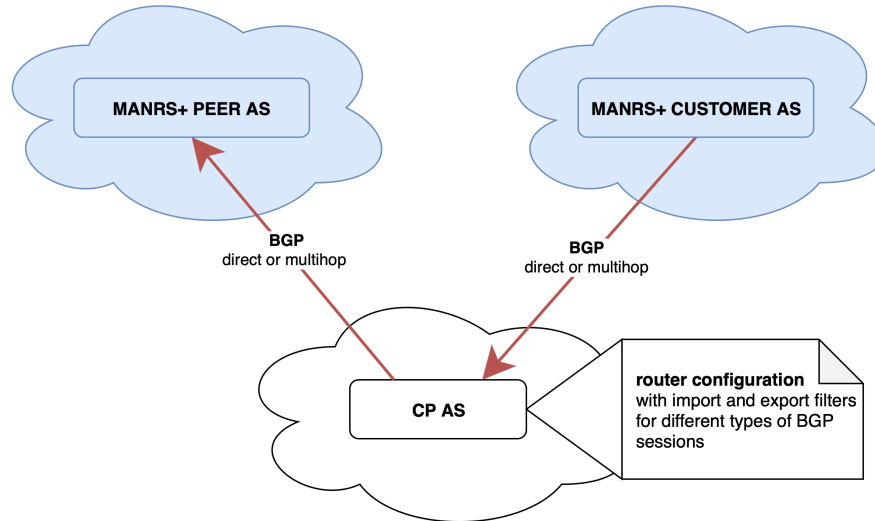 MANRS+ PEER AS
MANRS+ CUSTOMER AS
BGP
direct or multihop
BGP
direct or multihop
CP AS
router configuration
with import and export filters
for different types of BGP
sessions